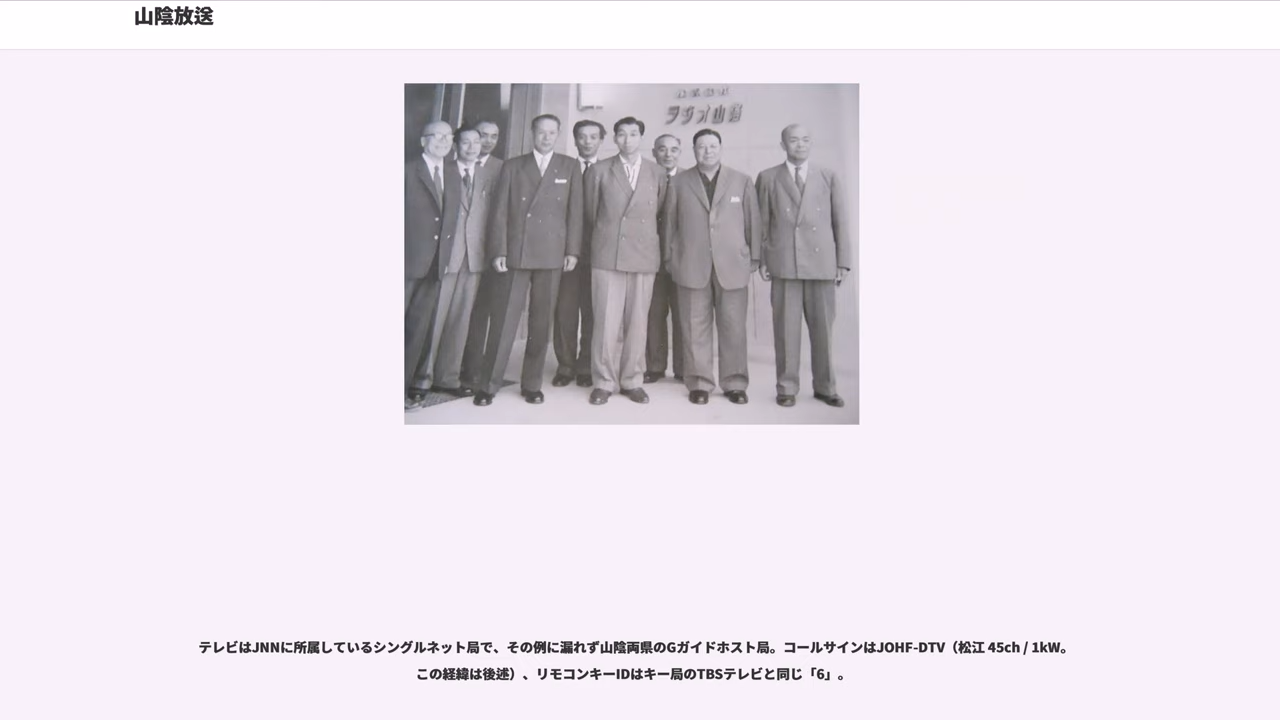 山陰放送
ラジオ山陰
テレビはJNNに所属しているシングルネット局で、その例に漏れず山陰両県のGガイドホスト局。コールサインはJOHF-DTV（松江 45ch / 1kW。
この経緯は後述）、リモコンキーIDはキー局のTBSテレビと同じ「6」。